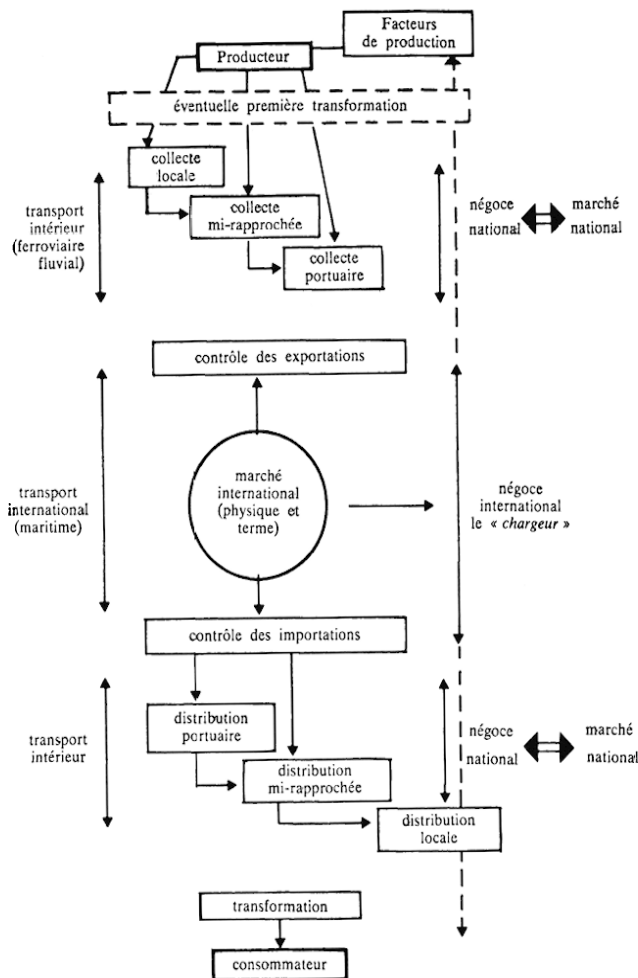 Facteurs
de production
Producteur
éventuelle première transformation
collecte
locale
transport
intérieur
(ferroviaire
fluvial)
collecte
mi-rapprochée
négoce
national
marché
national
collecte
portuaire
contrôle des exportations
transport
international
(maritime)
marché
international
(physique et
terme)
négoce
international
le « chargeur »
contrôle des importations
distribution
portuaire
transport
intérieur
négoce
national
marché
national
distribution
mi-rapprochée
distribution
locale
transformation
consommateur